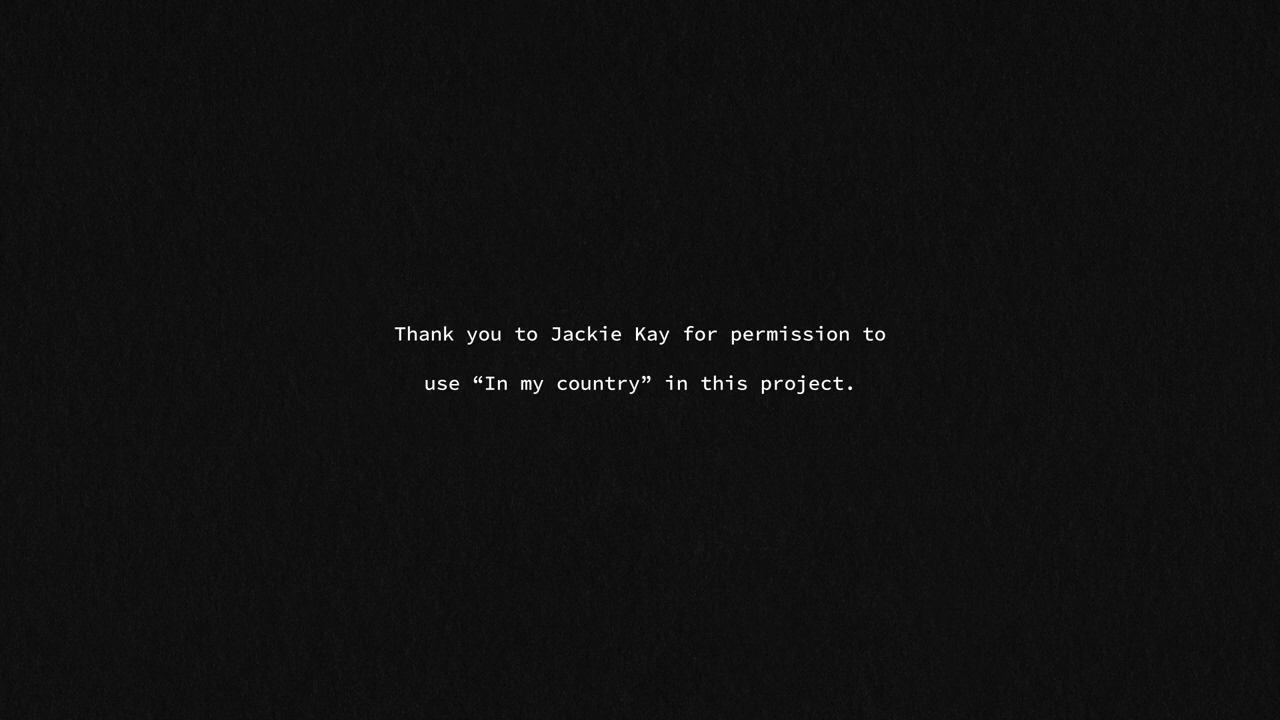 Thank you to Jackie Kay for permission to
use “In my country” in this project.